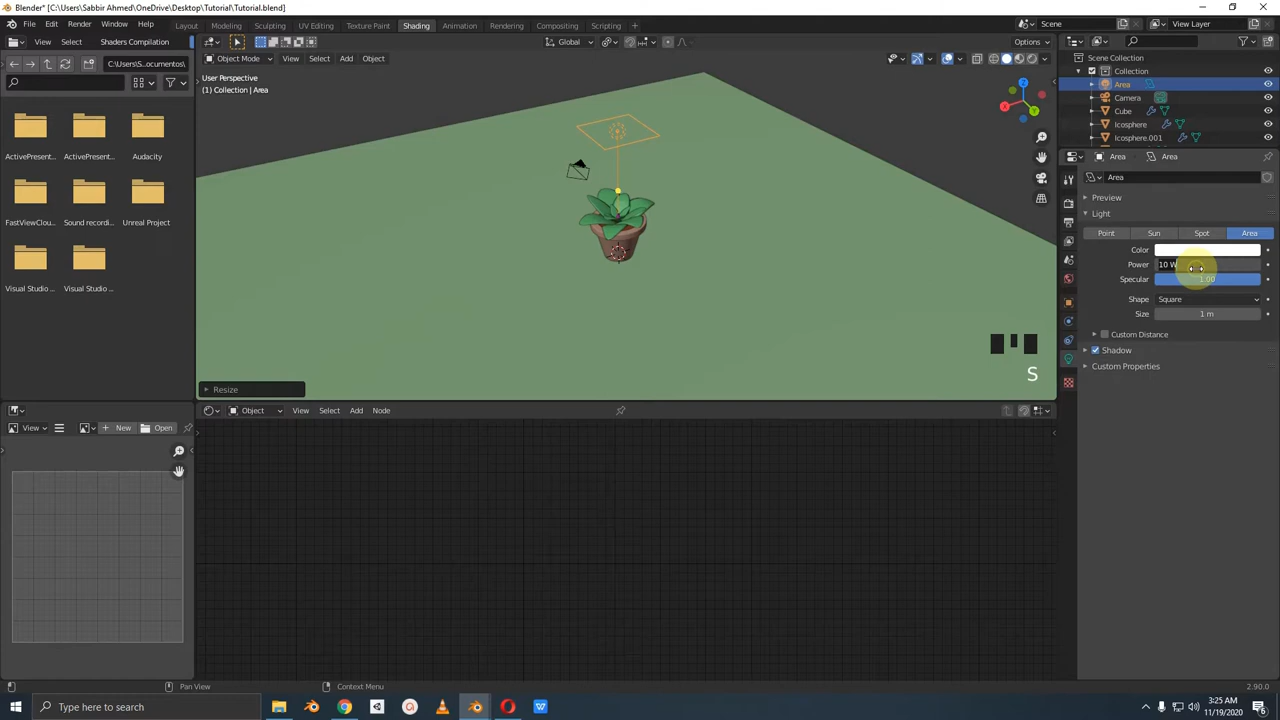 Blender* [C:\Users\Sabbir Ahmed\OneDrive\Desktop\Tutorial\Tutorial.blend]
File Edit Render Window Help Layout Modeling Sculpting UV Editing Texture Paint Shading Animation Rendering Compositing Scripting Scene View Layer
View Select Shaders Compilation Global Options
C:\Users\S...ocumentos\ Object Mode View Select Add Object
User Perspective
(1) Collection | Area
ActivePresent... ActivePresent... Audacity
FastViewClou... Sound recordi... Unreal Project
Visual Studio ... Visual Studio ...
Scene Collection
Collection
Area
Camera
Cube
Icosphere
Icosphere.001
Area Area
Area
Preview
Light
Point Sun Spot Area
Color
Power 10 W
Specular 1.00
Shape Square
Size 1 m
Custom Distance
Shadow
Custom Properties
S
Resize
View New Open
Object View Select Add Node
Pan View Context Menu 2.90.0
Type here to search
3:25 AM
11/19/2020
6